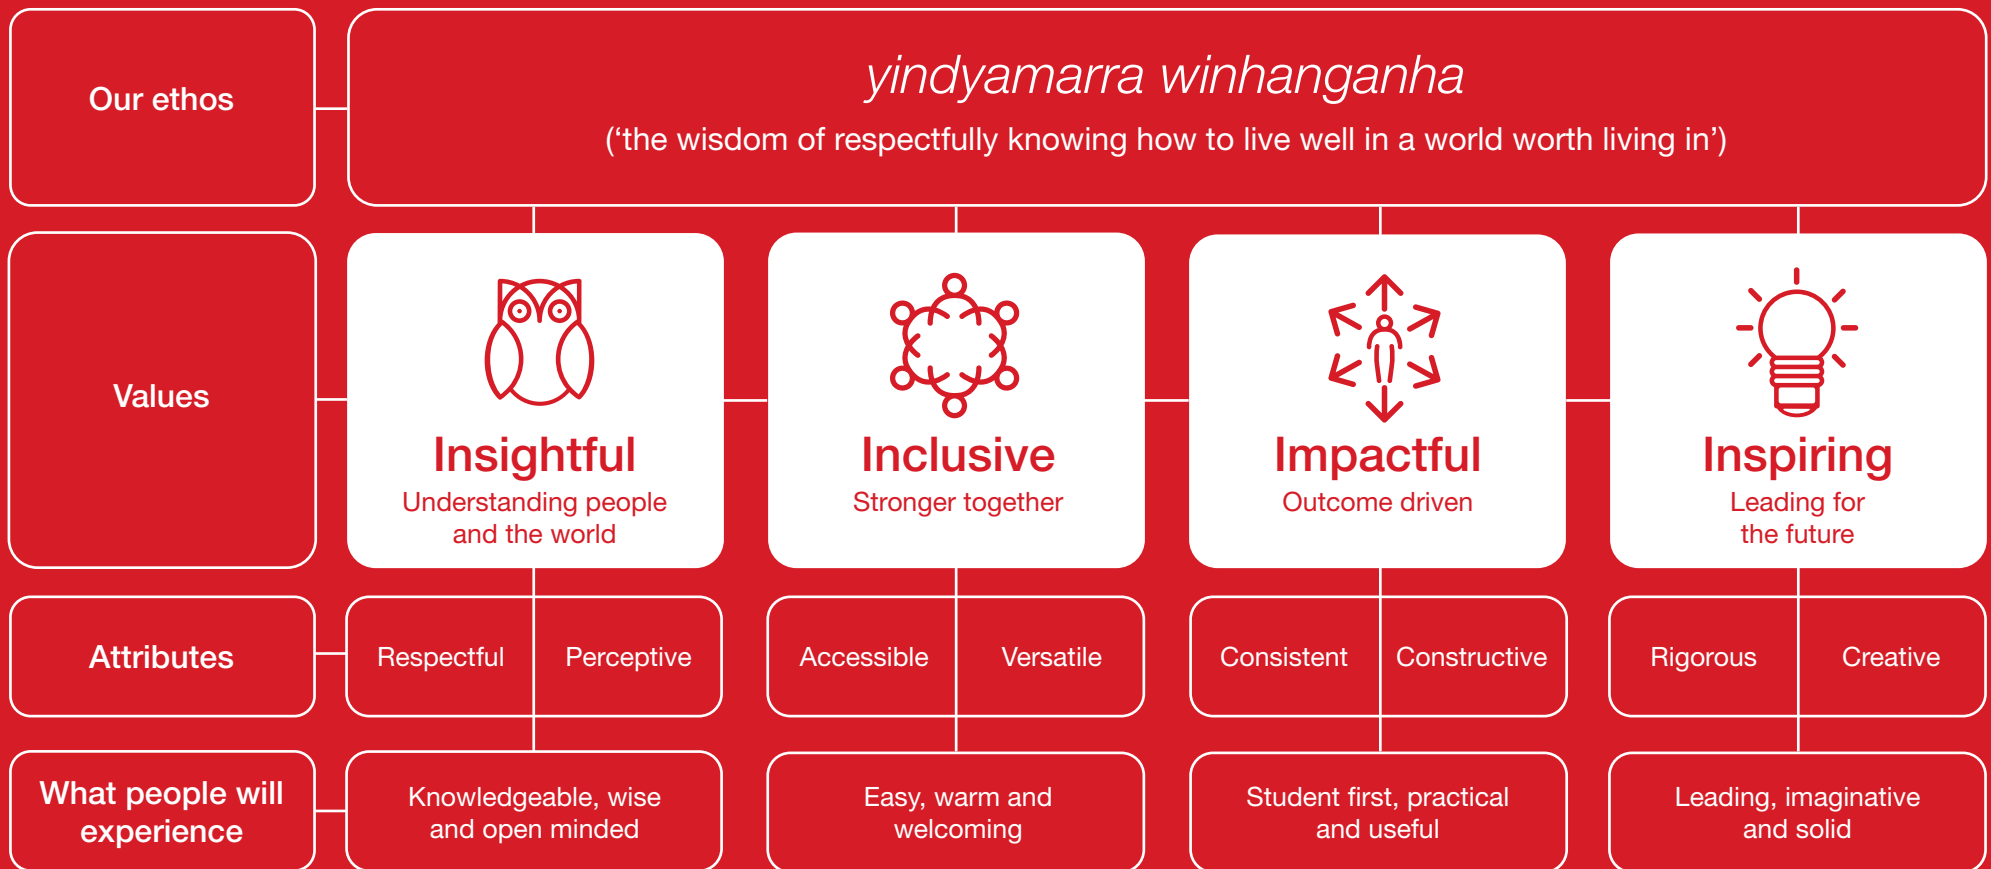 Our ethos
yindyamarra winhanganha
(‘the wisdom of respectfully knowing how to live well in a world worth living in’)
Values
Insightful
Understanding people
and the world
Inclusive
Stronger together
Impactful
Outcome driven
Inspiring
Leading for
the future
Attributes
Respectful
Perceptive
Accessible
Versatile
Consistent
Constructive
Rigorous
Creative
What people will
experience
Knowledgeable, wise
and open minded
Easy, warm and
welcoming
Student first, practical
and useful
Leading, imaginative
and solid